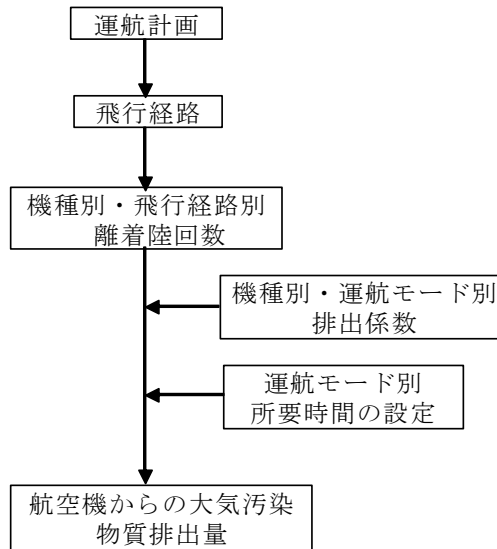 運航計画
飛行経路
機種別・飛行経路別
離着陸回数
機種別・運航モード別
排出係数
運航モード別
所要時間の設定
航空機からの大気汚染
物質排出量